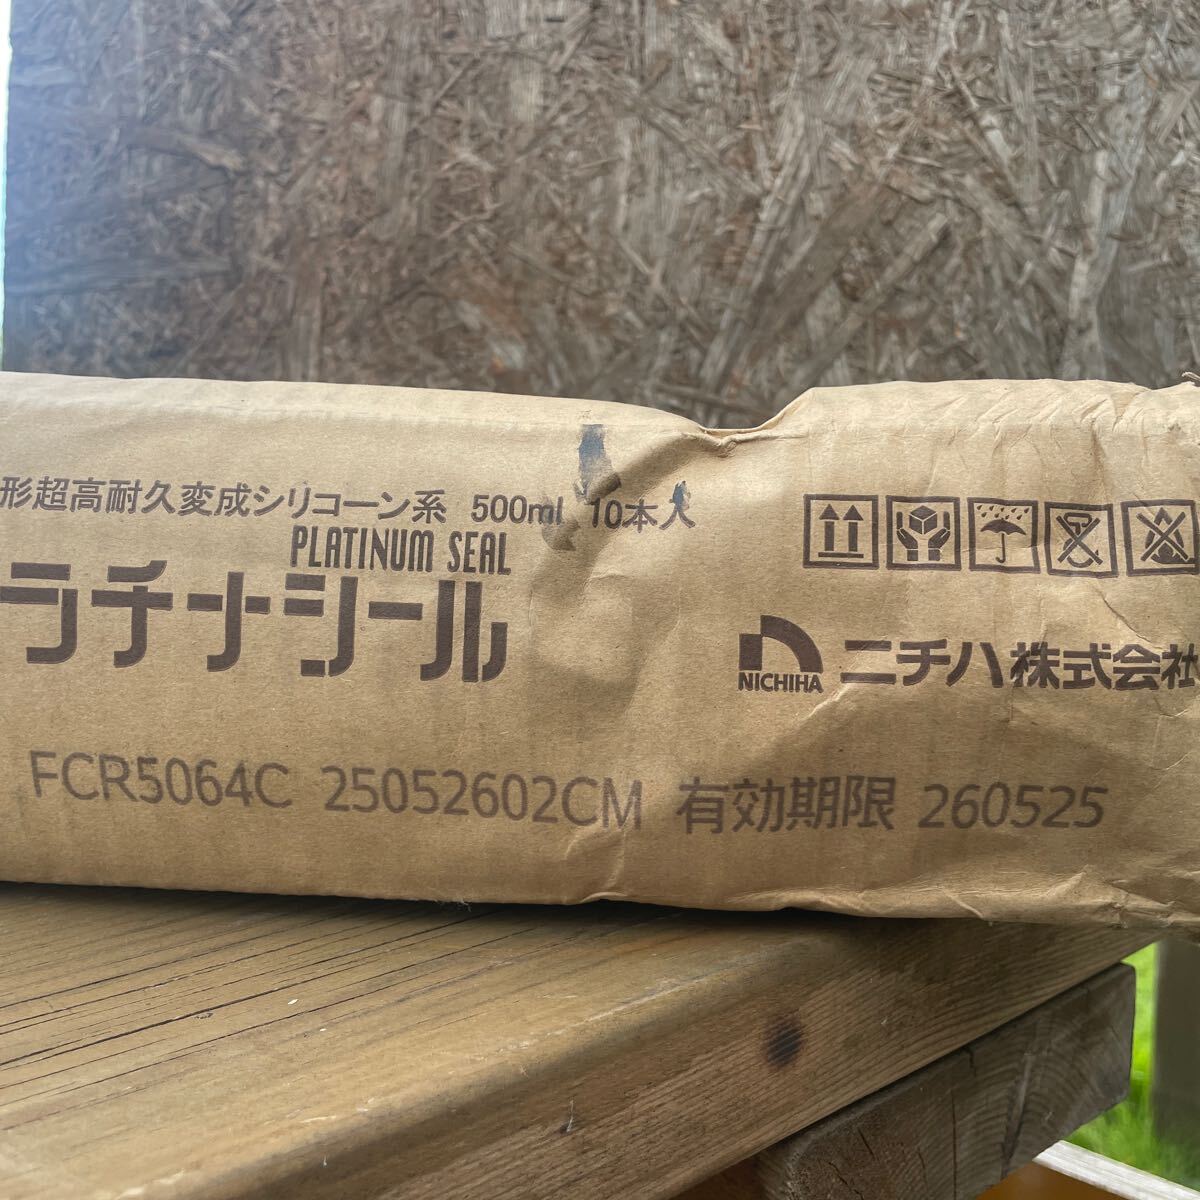 形超高耐久変成シリコーン系 500ml 10本入
PLATINUM SEAL
ラチナシール
NICHIHA ニチハ株式会社
FCR5064C 25052602CM 有効期限 260525